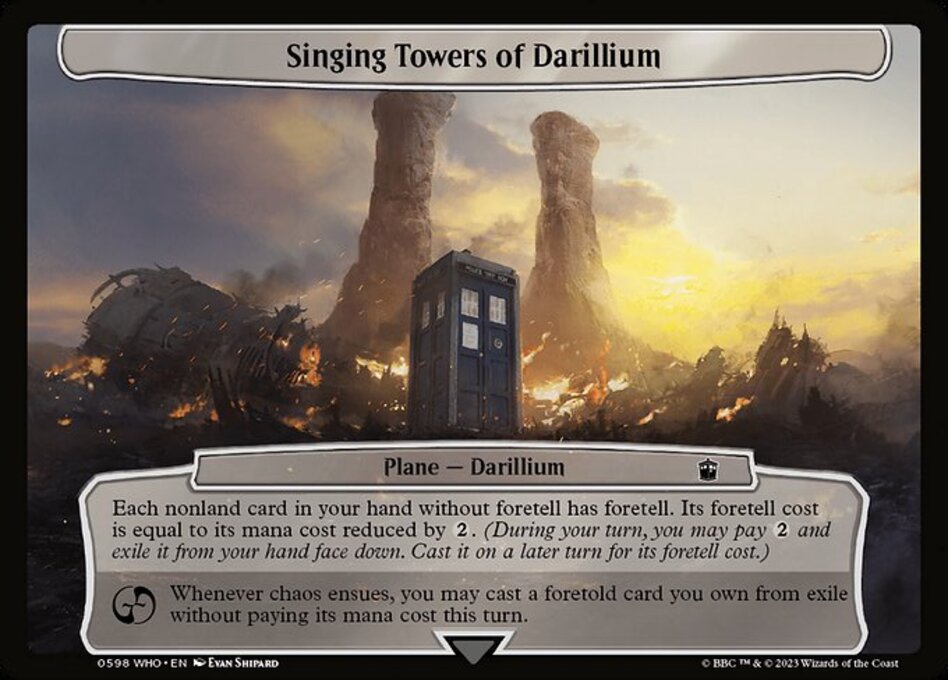 Singing Towers of Darillium
Plane — Darillium
Each nonland card in your hand without foretell has foretell. Its foretell cost
is equal to its mana cost reduced by 2. (During your turn, you may pay 2 and
exile it from your hand face down. Cast it on a later turn for its foretell cost.)
Whenever chaos ensues, you may cast a foretold card you own from exile
without paying its mana cost this turn.
0598 WHO • EN Evan Shipard
© BBC ™ & © 2023 Wizards of the Coast